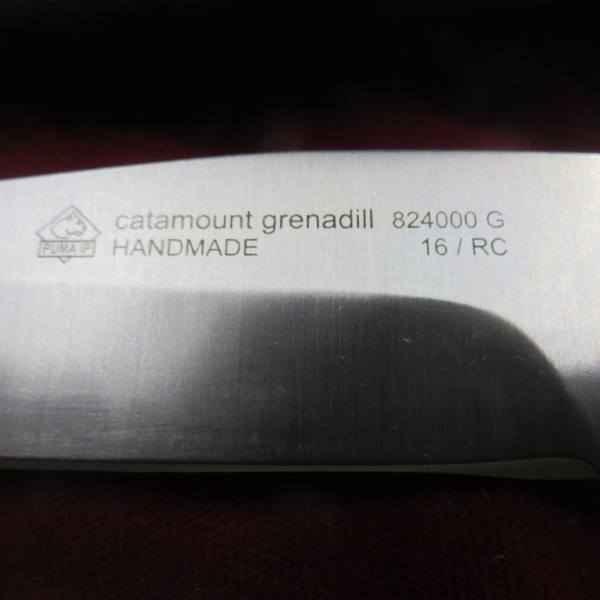 PUMA IP
catamount grenadill 824000 G
HANDMADE 16 / RC